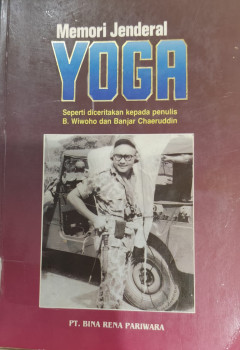 Memori Jenderal
YOGA
Seperti diceritakan kepada penulis
B. Wiwoho dan Banjar Chaeruddin
PT. BINA RENA PARIWARA